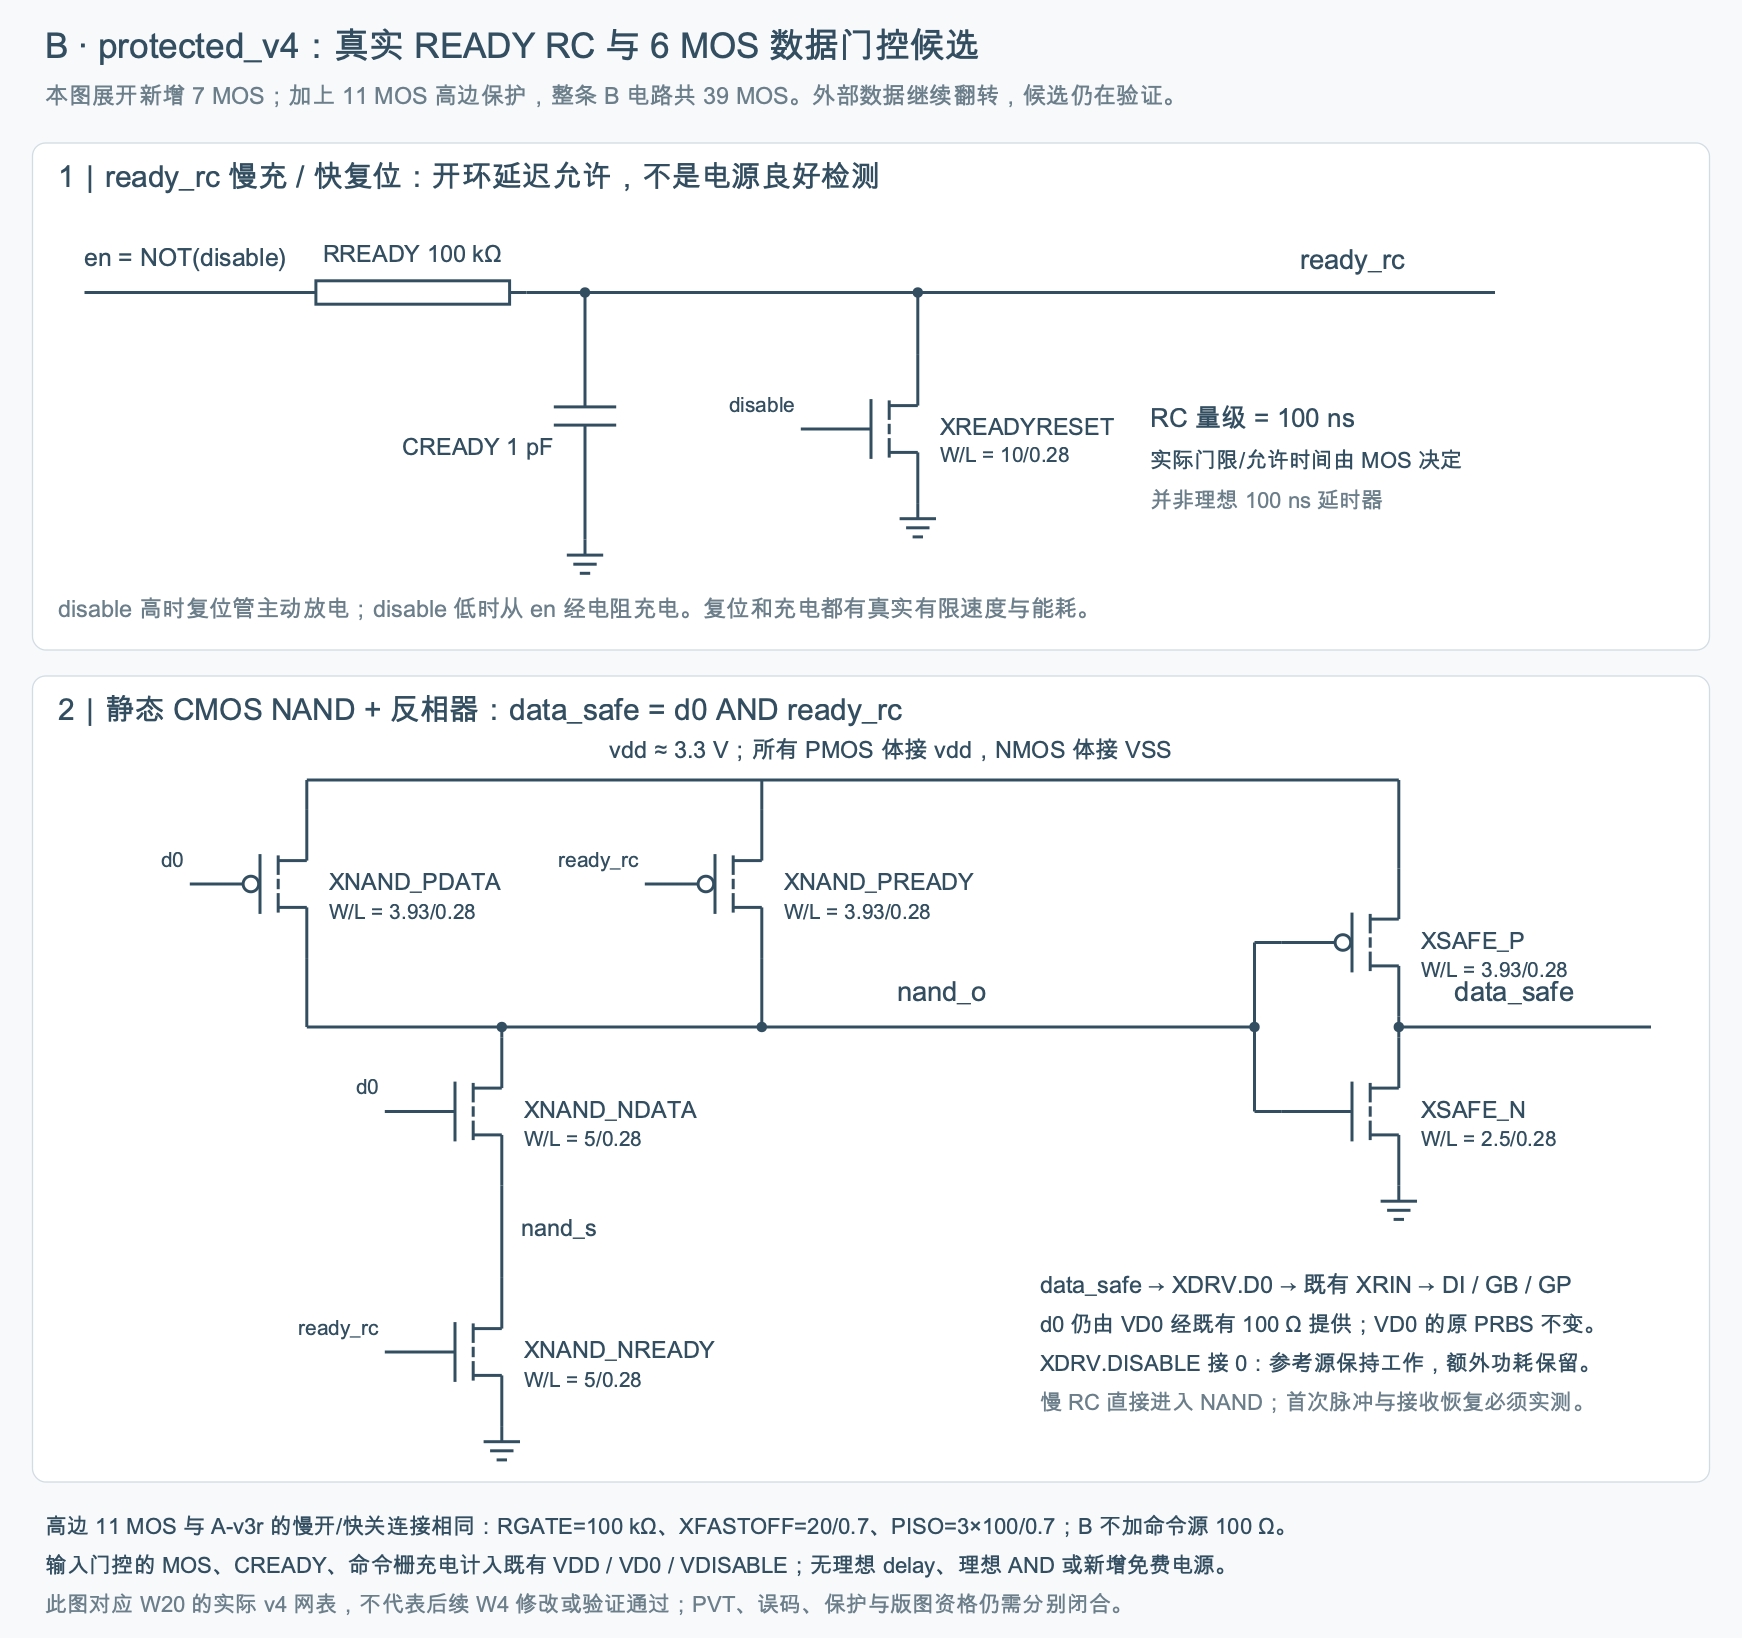 B · protected_v4：真实 READY RC 与 6 MOS 数据门控候选
本图展开新增 7 MOS；加上 11 MOS 高边保护，整条 B 电路共 39 MOS。外部数据继续翻转，候选仍在验证。
1｜ready_rc 慢充 / 快复位：开环延迟允许，不是电源良好检测
en = NOT(disable)
RREADY 100 kΩ
ready_rc
disable
CREADY 1 pF
XREADYRESET
W/L = 10/0.28
RC 量级 = 100 ns
实际门限/允许时间由 MOS 决定
并非理想 100 ns 延时器
disable 高时复位管主动放电；disable 低时从 en 经电阻充电。复位和充电都有真实有限速度与能耗。
2｜静态 CMOS NAND + 反相器：data_safe = d0 AND ready_rc
vdd ≈ 3.3 V；所有 PMOS 体接 vdd，NMOS 体接 VSS
d0
XNAND_PDATA
W/L = 3.93/0.28
ready_rc
XNAND_PREADY
W/L = 3.93/0.28
XSAFE_P
W/L = 3.93/0.28
nand_o
data_safe
d0
XNAND_NDATA
W/L = 5/0.28
XSAFE_N
W/L = 2.5/0.28
nand_s
ready_rc
XNAND_NREADY
W/L = 5/0.28
data_safe → XDRV.D0 → 既有 XRIN → DI / GB / GP
d0 仍由 VD0 经既有 100 Ω 提供；VD0 的原 PRBS 不变。
XDRV.DISABLE 接 0：参考源保持工作，额外功耗保留。
慢 RC 直接进入 NAND；首次脉冲与接收恢复必须实测。
高边 11 MOS 与 A-v3r 的慢开/快关连接相同：RGATE=100 kΩ、XFASTOFF=20/0.7、PISO=3×100/0.7；B 不加命令源 100 Ω。
输入门控的 MOS、CREADY、命令栅充电计入既有 VDD / VD0 / VDISABLE；无理想 delay、理想 AND 或新增免费电源。
此图对应 W20 的实际 v4 网表，不代表后续 W4 修改或验证通过；PVT、误码、保护与版图资格仍需分别闭合。